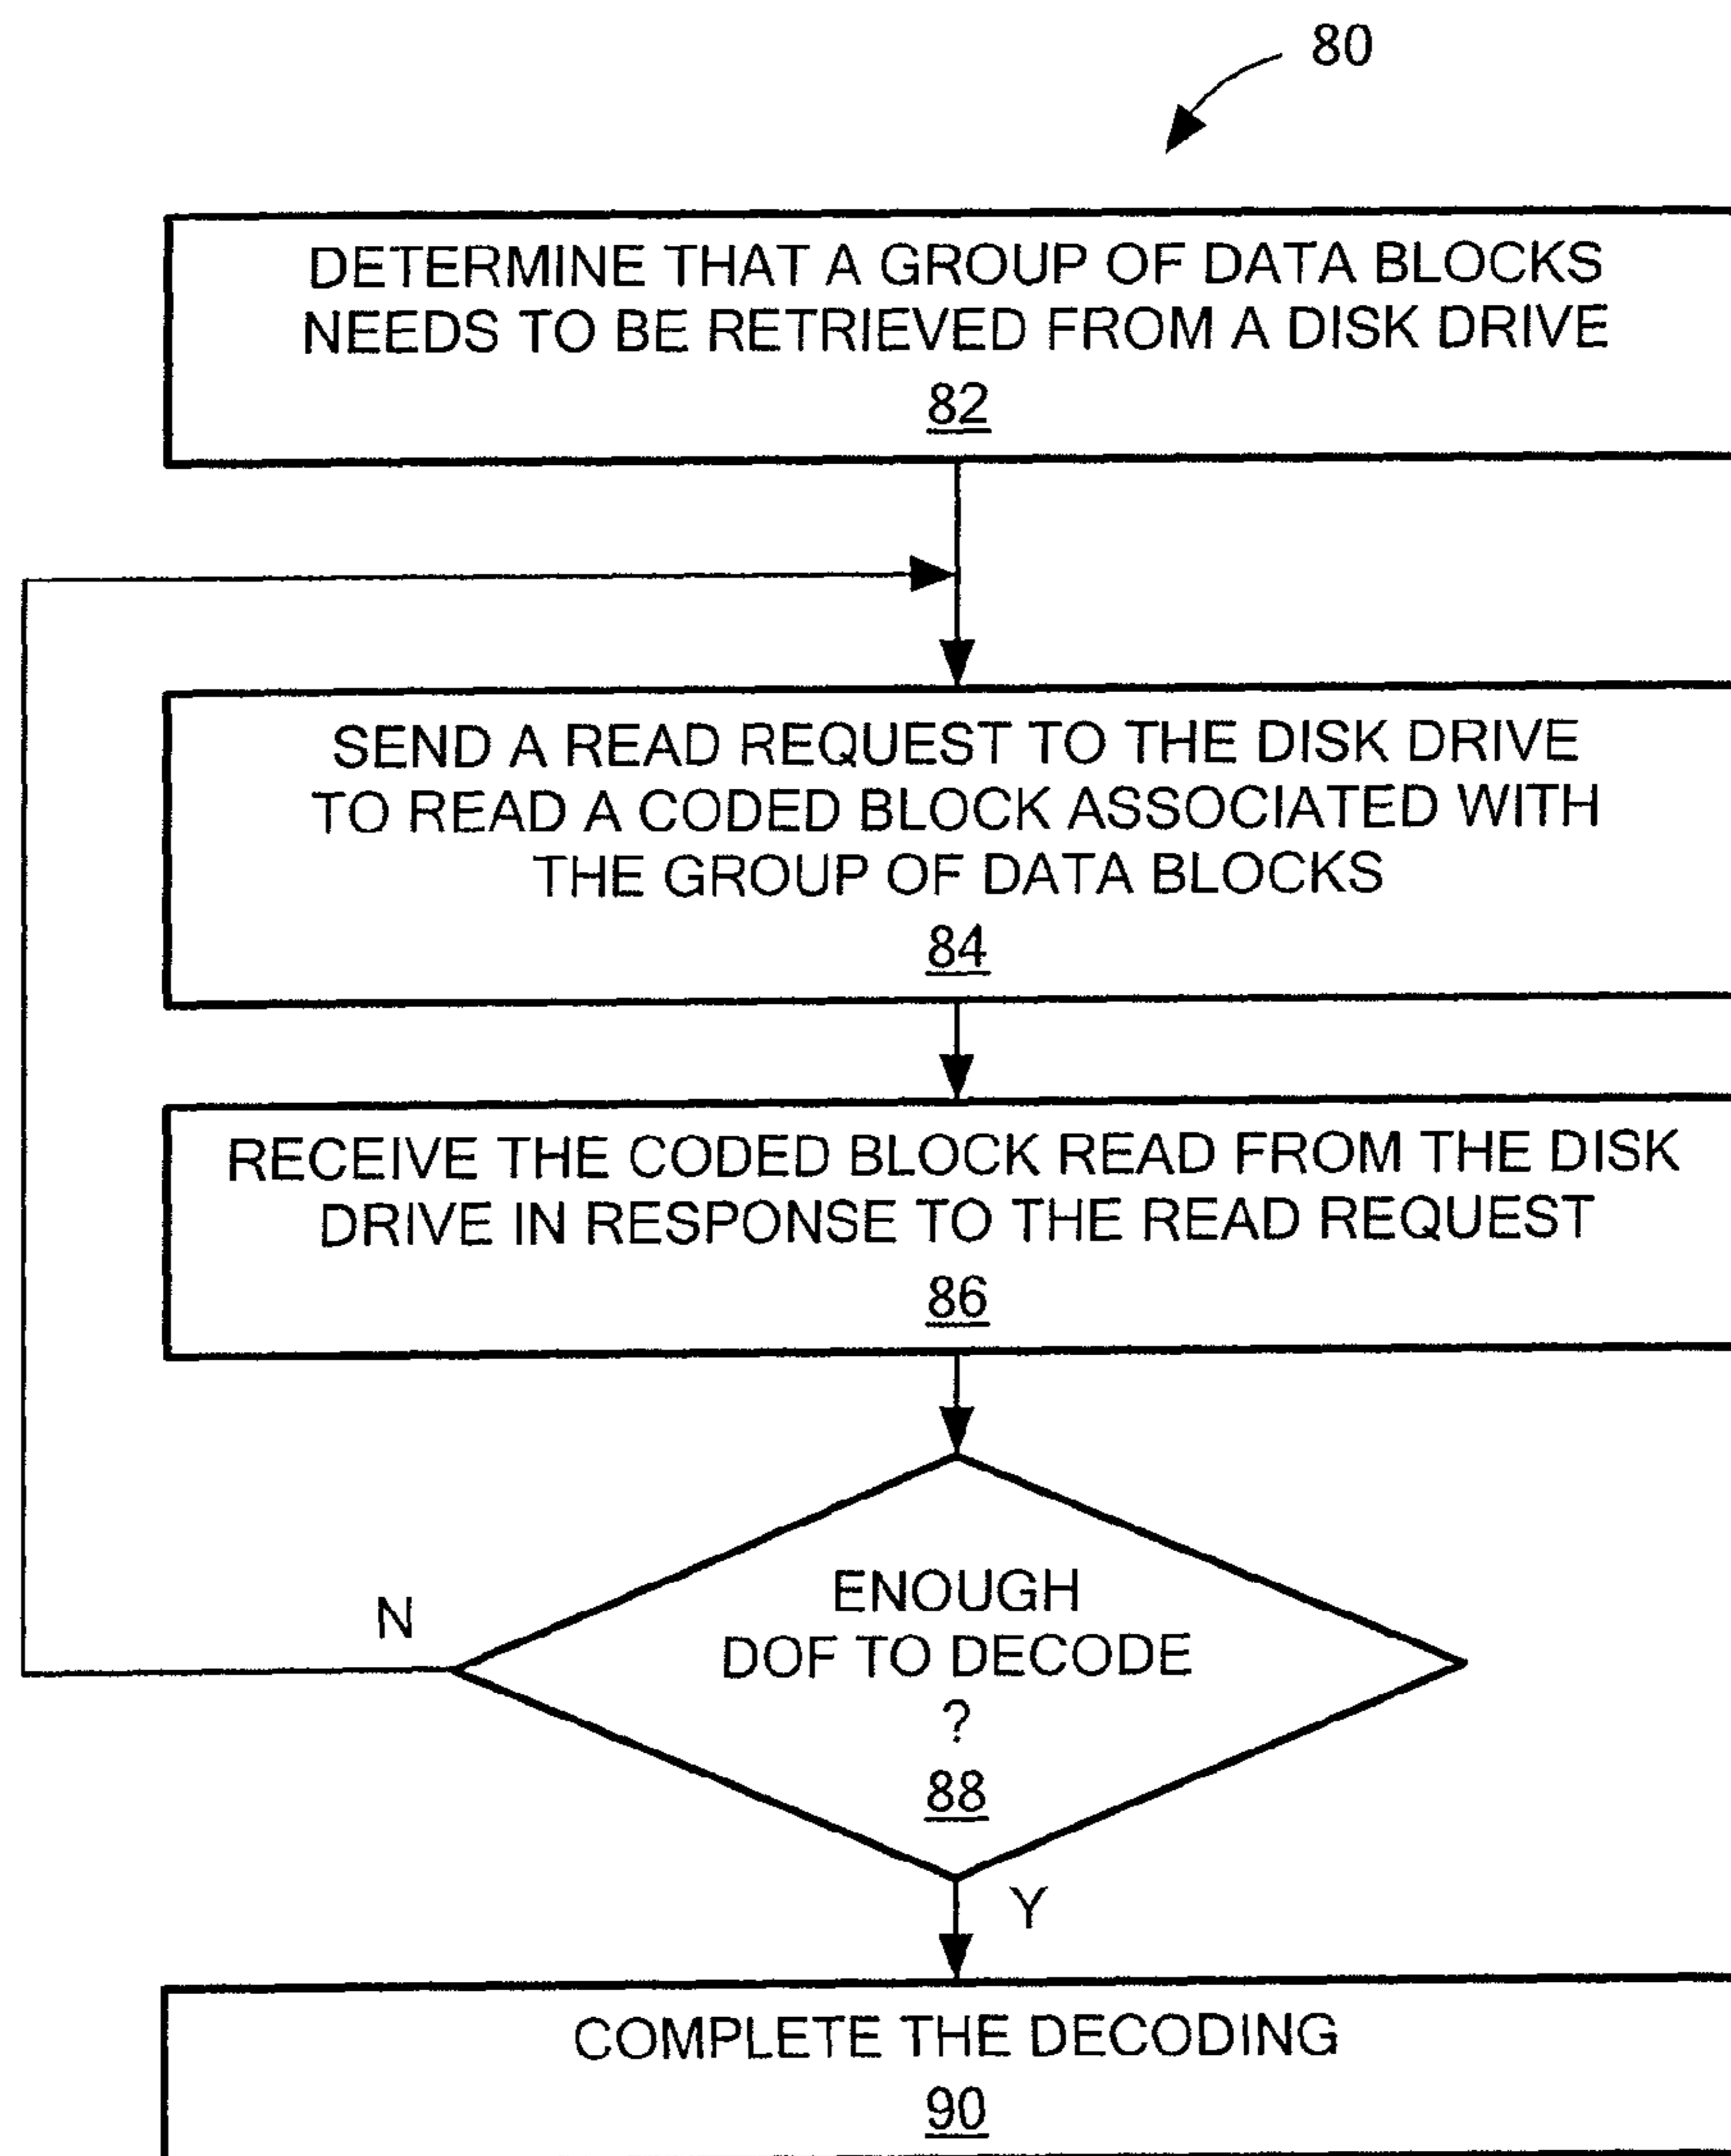 80
DETERMINE THAT A GROUP OF DATA BLOCKS
NEEDS TO BE RETRIEVED FROM A DISK DRIVE
82
SEND A READ REQUEST TO THE DISK DRIVE
TO READ A CODED BLOCK ASSOCIATED WITH
THE GROUP OF DATA BLOCKS
84
RECEIVE THE CODED BLOCK READ FROM THE DISK
DRIVE IN RESPONSE TO THE READ REQUEST
86
ENOUGH
DOF TO DECODE
?
88
N
Y
COMPLETE THE DECODING
90